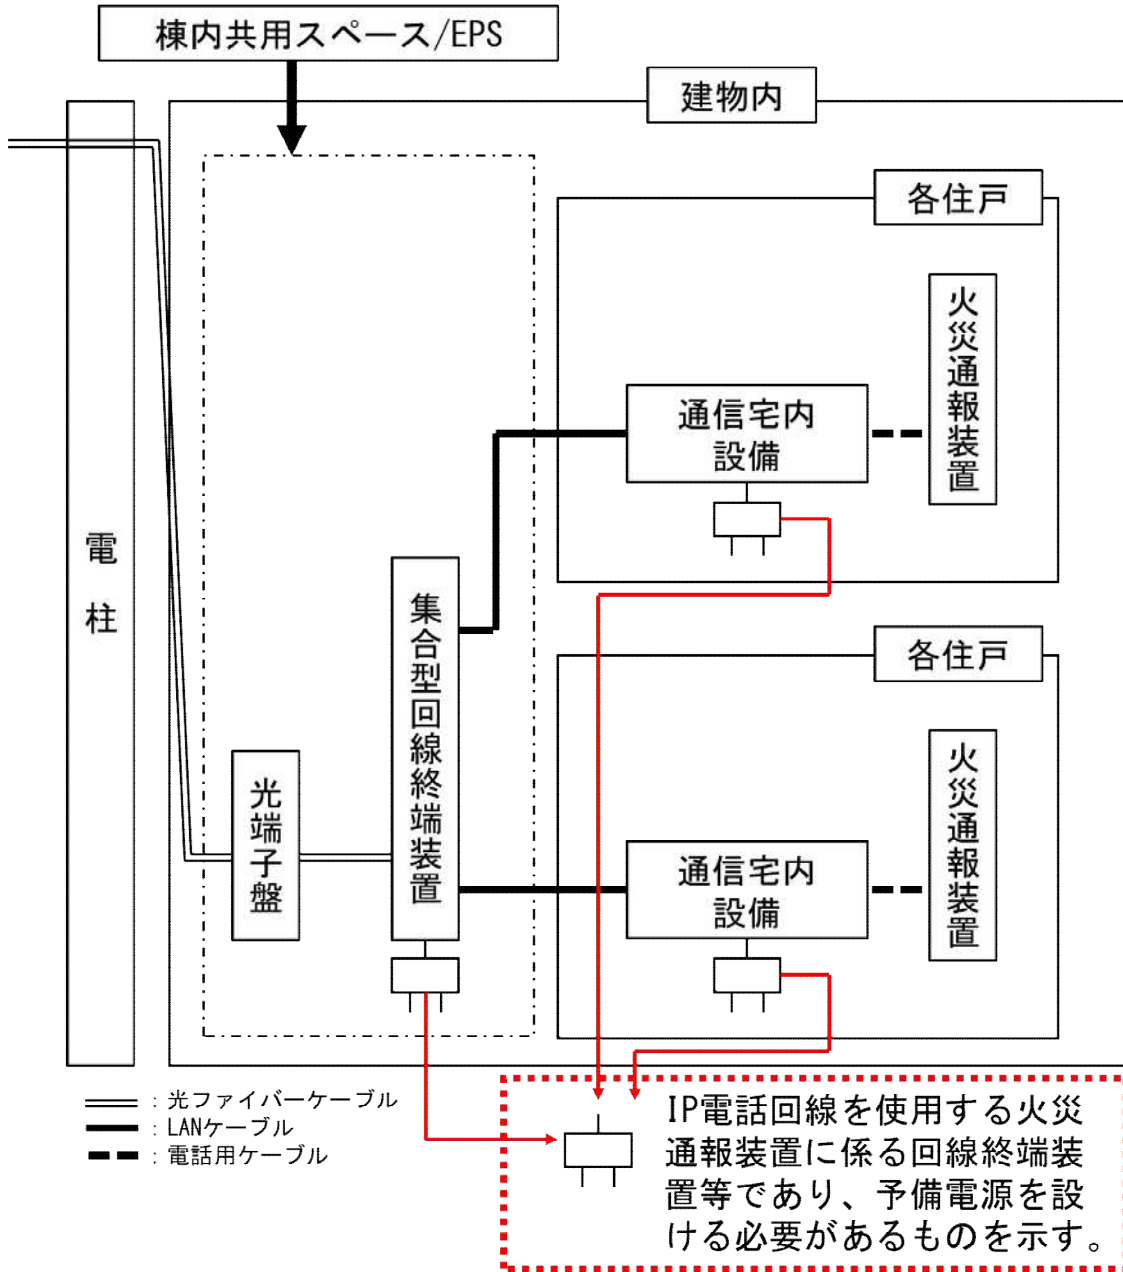 棟内共用スペース/EPS
建物内
各住戸
火災通報装置
通信宅内
設備
電柱
集合型回線終端装置
各住戸
火災通報装置
光端子盤
通信宅内
設備
：光ファイバーケーブル
：LANケーブル
：電話用ケーブル
IP電話回線を使用する火災
通報装置に係る回線終端装
置等であり、予備電源を設
ける必要があるものを示す。